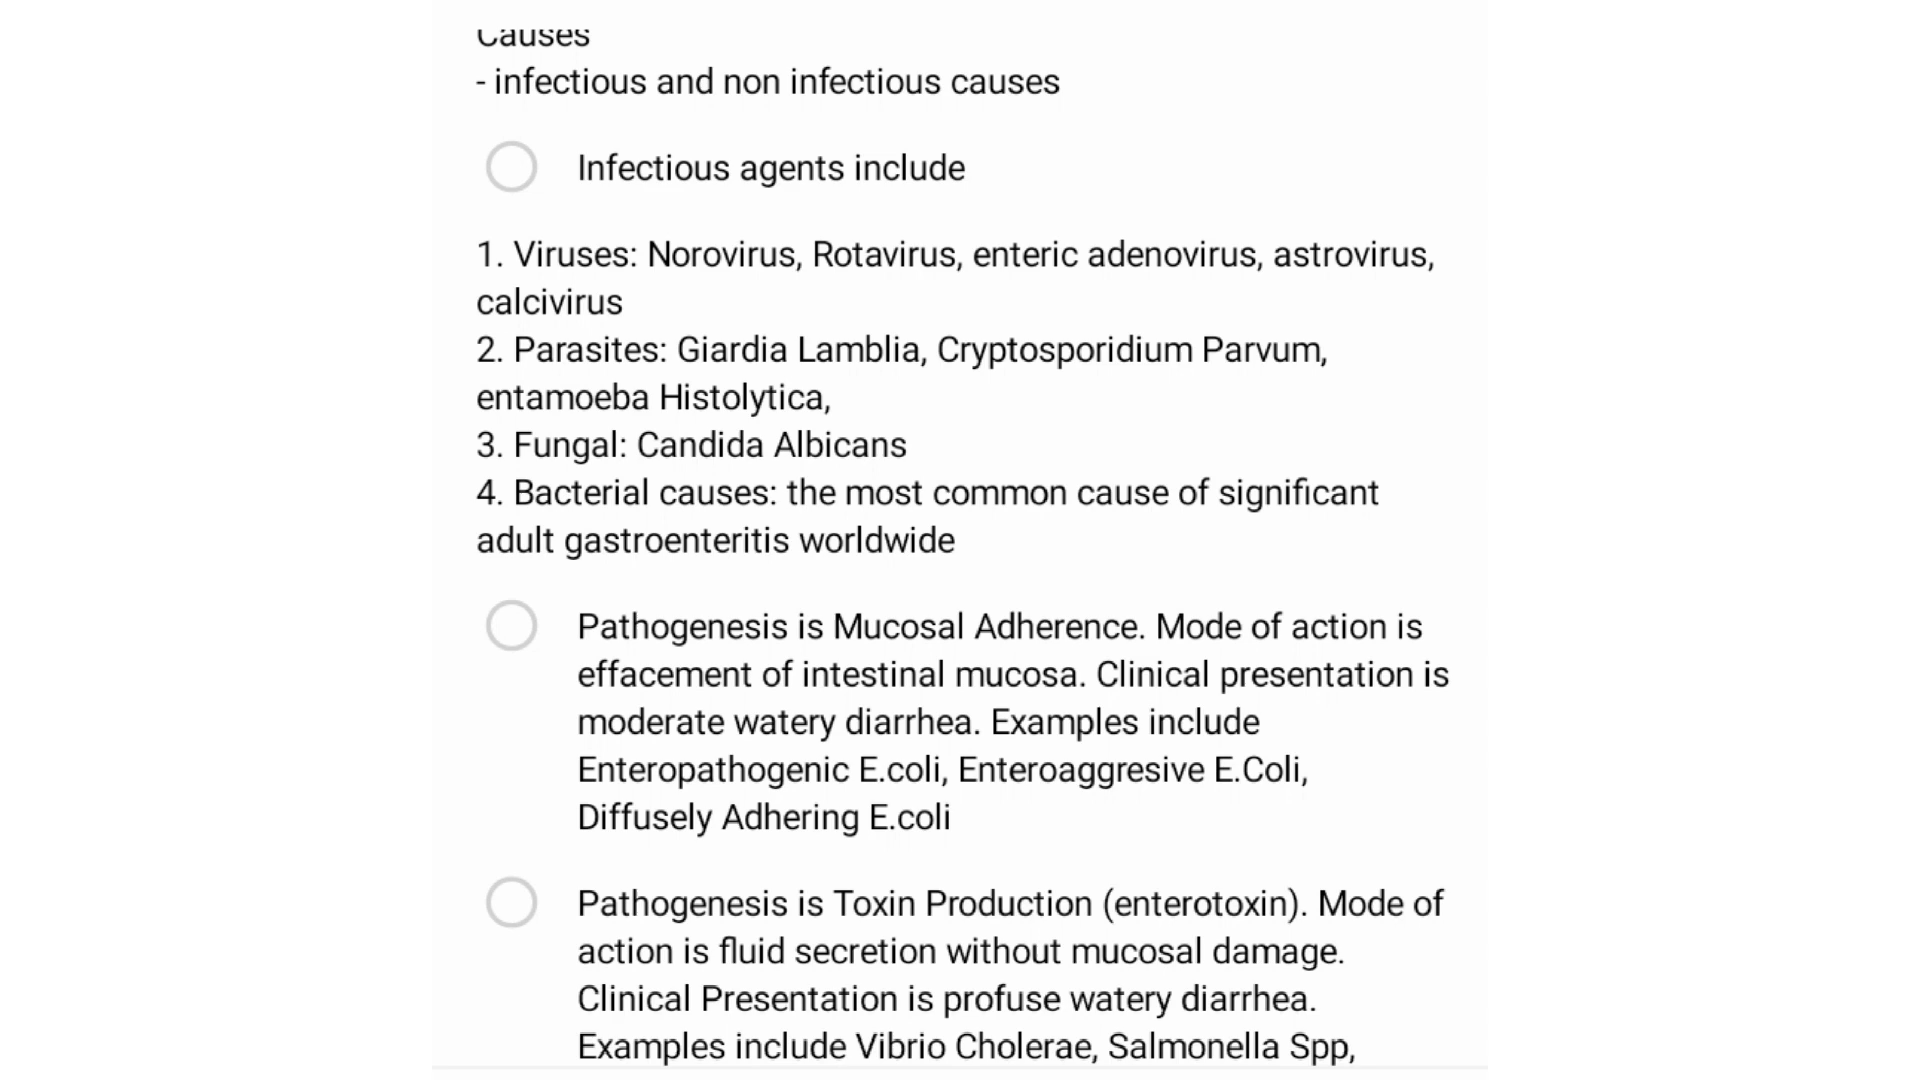 Causes
- infectious and non infectious causes
Infectious agents include
1. Viruses: Norovirus, Rotavirus, enteric adenovirus, astrovirus,
calcivirus
2. Parasites: Giardia Lamblia, Cryptosporidium Parvum,
entamoeba Histolytica,
3. Fungal: Candida Albicans
4. Bacterial causes: the most common cause of significant
adult gastroenteritis worldwide
Pathogenesis is Mucosal Adherence. Mode of action is
effacement of intestinal mucosa. Clinical presentation is
moderate watery diarrhea. Examples include
Enteropathogenic E.coli, Enteroaggresive E.Coli,
Diffusely Adhering E.coli
Pathogenesis is Toxin Production (enterotoxin). Mode of
action is fluid secretion without mucosal damage.
Clinical Presentation is profuse watery diarrhea.
Examples include Vibrio Cholerae, Salmonella Spp,